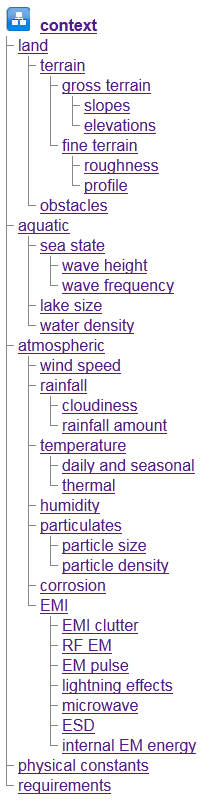 context
land
terrain
gross terrain
slopes
elevations
fine terrain
roughness
profile
obstacles
aquatic
sea state
wave height
wave frequency
lake size
water density
atmospheric
wind speed
rainfall
cloudiness
rainfall amount
temperature
daily and seasonal
thermal
humidity
particulates
particle size
particle density
corrosion
EMI
EMI clutter
RF EM
EM pulse
lightning effects
microwave
ESD
internal EM energy
physical constants
requirements